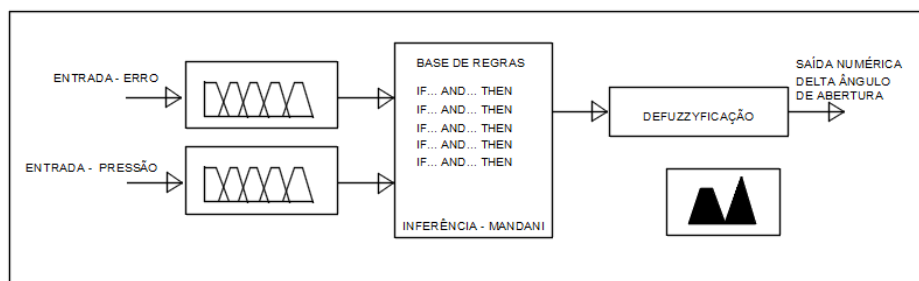 ENTRADA - ERRO
ENTRADA - PRESSÃO
BASE DE REGRAS
IF... AND... THEN
IF... AND... THEN
IF... AND... THEN
IF... AND... THEN
IF... AND... THEN
INFERÊNCIA - MANDANI
DEFUZZYFICAÇÃO
SAÍDA NUMÉRICA
DELTA ÂNGULO
DE ABERTURA